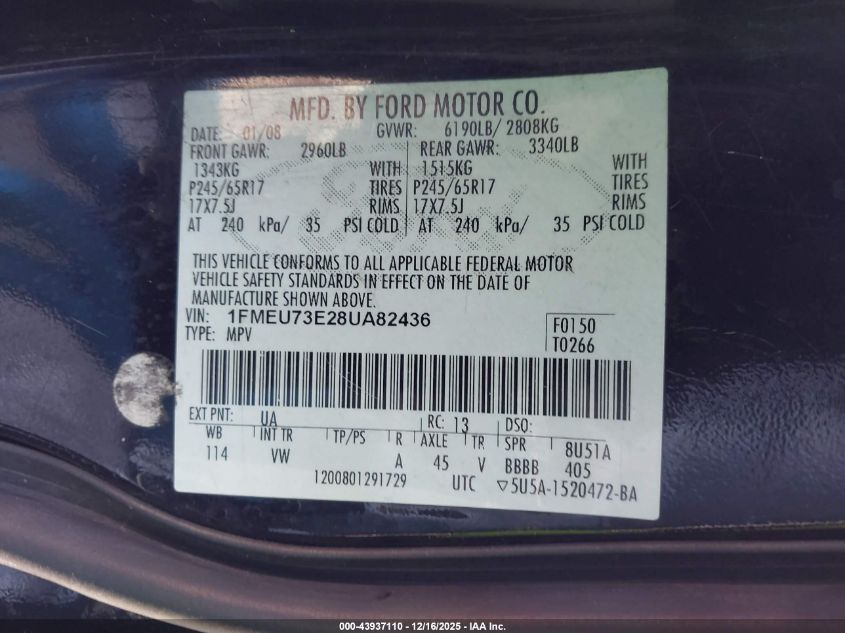 MFD. BY FORD MOTOR CO.
DATE: 01/08 GVWR: 6190LB/ 2808KG
FRONT GAWR: 2960LB REAR GAWR: 3340LB
1343KG WITH 1515KG WITH
P245/65R17 TIRES P245/65R17 TIRES
17X7.5J RIMS 17X7.5J RIMS
AT 240 kPa/ 35 PSI COLD AT 240 kPa/ 35 PSI COLD
THIS VEHICLE CONFORMS TO ALL APPLICABLE FEDERAL MOTOR
VEHICLE SAFETY STANDARDS IN EFFECT ON THE DATE OF
MANUFACTURE SHOWN ABOVE.
VIN: 1FMEU73E28UA82436 F0150
TYPE: MPV T0266
EXT PNT: UA RC: 13 DSO:
WB INT TR TP/PS R AXLE TR SPR 8U51A
114 VW A 45 V BBBB 405
1200801291729 UTC ▽5U5A-1520472-BA
000-43937110 - 12/16/2025 - IAA Inc.